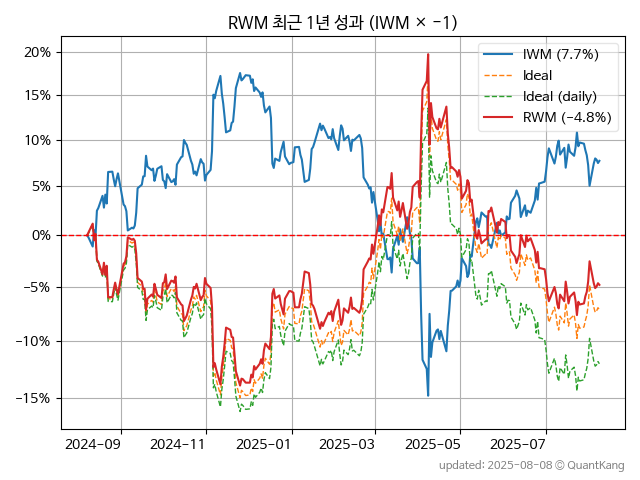 RWM 최근 1년 성과 (IWM × −1)
IWM (7.7%)
Ideal
Ideal (daily)
RWM (−4.8%)
20%
15%
10%
5%
0%
−5%
−10%
−15%
2024-09 2024-11 2025-01 2025-03 2025-05 2025-07
updated: 2025-08-08 © QuantKang